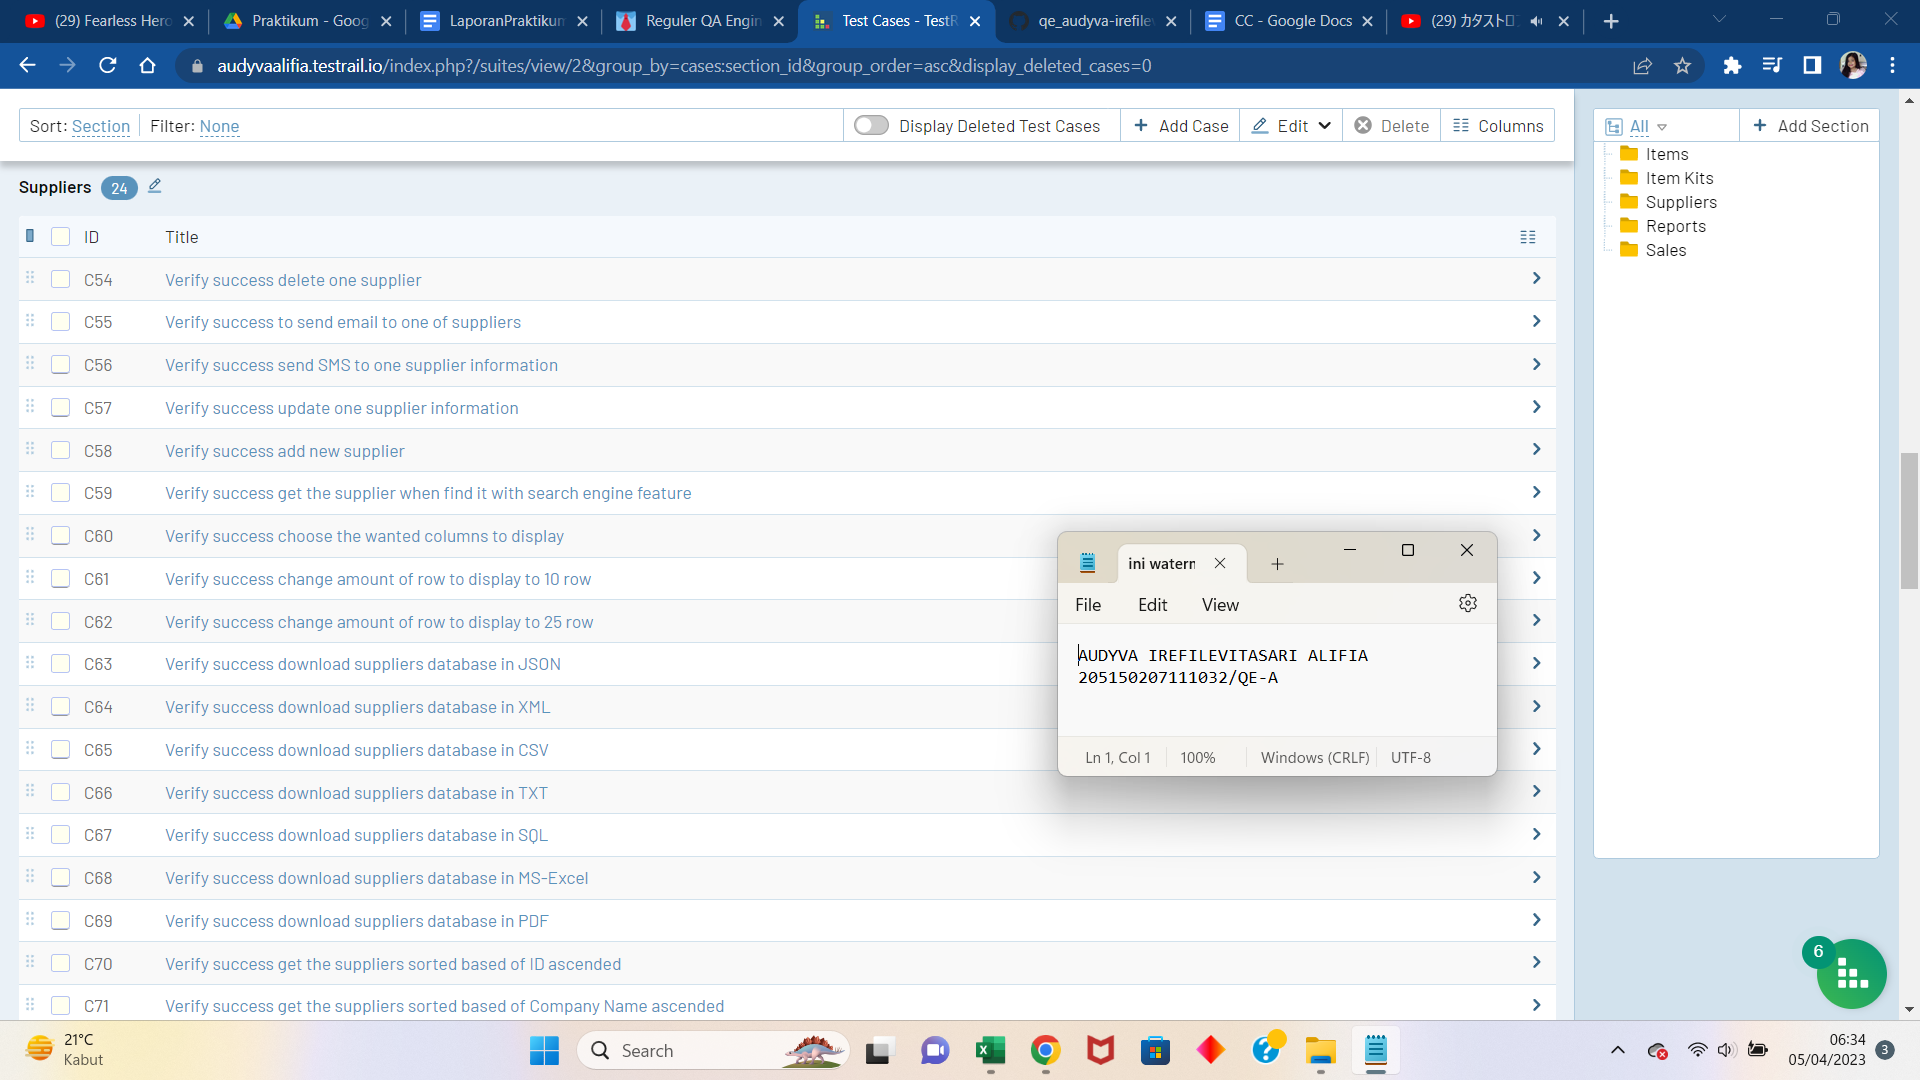 (29) Fearless Hero
Praktikum - Goog
LaporanPraktikum
Reguler QA Engin
Test Cases - TestR
qe_audyva-irefilev
CC - Google Docs
(29) カタストロ
audyvaalifia.testrail.io/index.php?/suites/view/2&group_by=cases:section_id&group_order=asc&display_deleted_cases=0
Sort: Section
Filter: None
Display Deleted Test Cases
Add Case
Edit
Delete
Columns
All
Add Section
Items
Item Kits
Suppliers
Reports
Sales
Suppliers 24
ID Title
C54 Verify success delete one supplier
C55 Verify success to send email to one of suppliers
C56 Verify success send SMS to one supplier information
C57 Verify success update one supplier information
C58 Verify success add new supplier
C59 Verify success get the supplier when find it with search engine feature
C60 Verify success choose the wanted columns to display
C61 Verify success change amount of row to display to 10 row
C62 Verify success change amount of row to display to 25 row
C63 Verify success download suppliers database in JSON
C64 Verify success download suppliers database in XML
C65 Verify success download suppliers database in CSV
C66 Verify success download suppliers database in TXT
C67 Verify success download suppliers database in SQL
C68 Verify success download suppliers database in MS-Excel
C69 Verify success download suppliers database in PDF
C70 Verify success get the suppliers sorted based of ID ascended
C71 Verify success get the suppliers sorted based of Company Name ascended
ini watern
File Edit View
AUDYVA IREFILEVITASARI ALIFIA
205150207111032/QE-A
Ln 1, Col 1 100% Windows (CRLF) UTF-8
6
21°C
Kabut
Search
06:34
05/04/2023
3